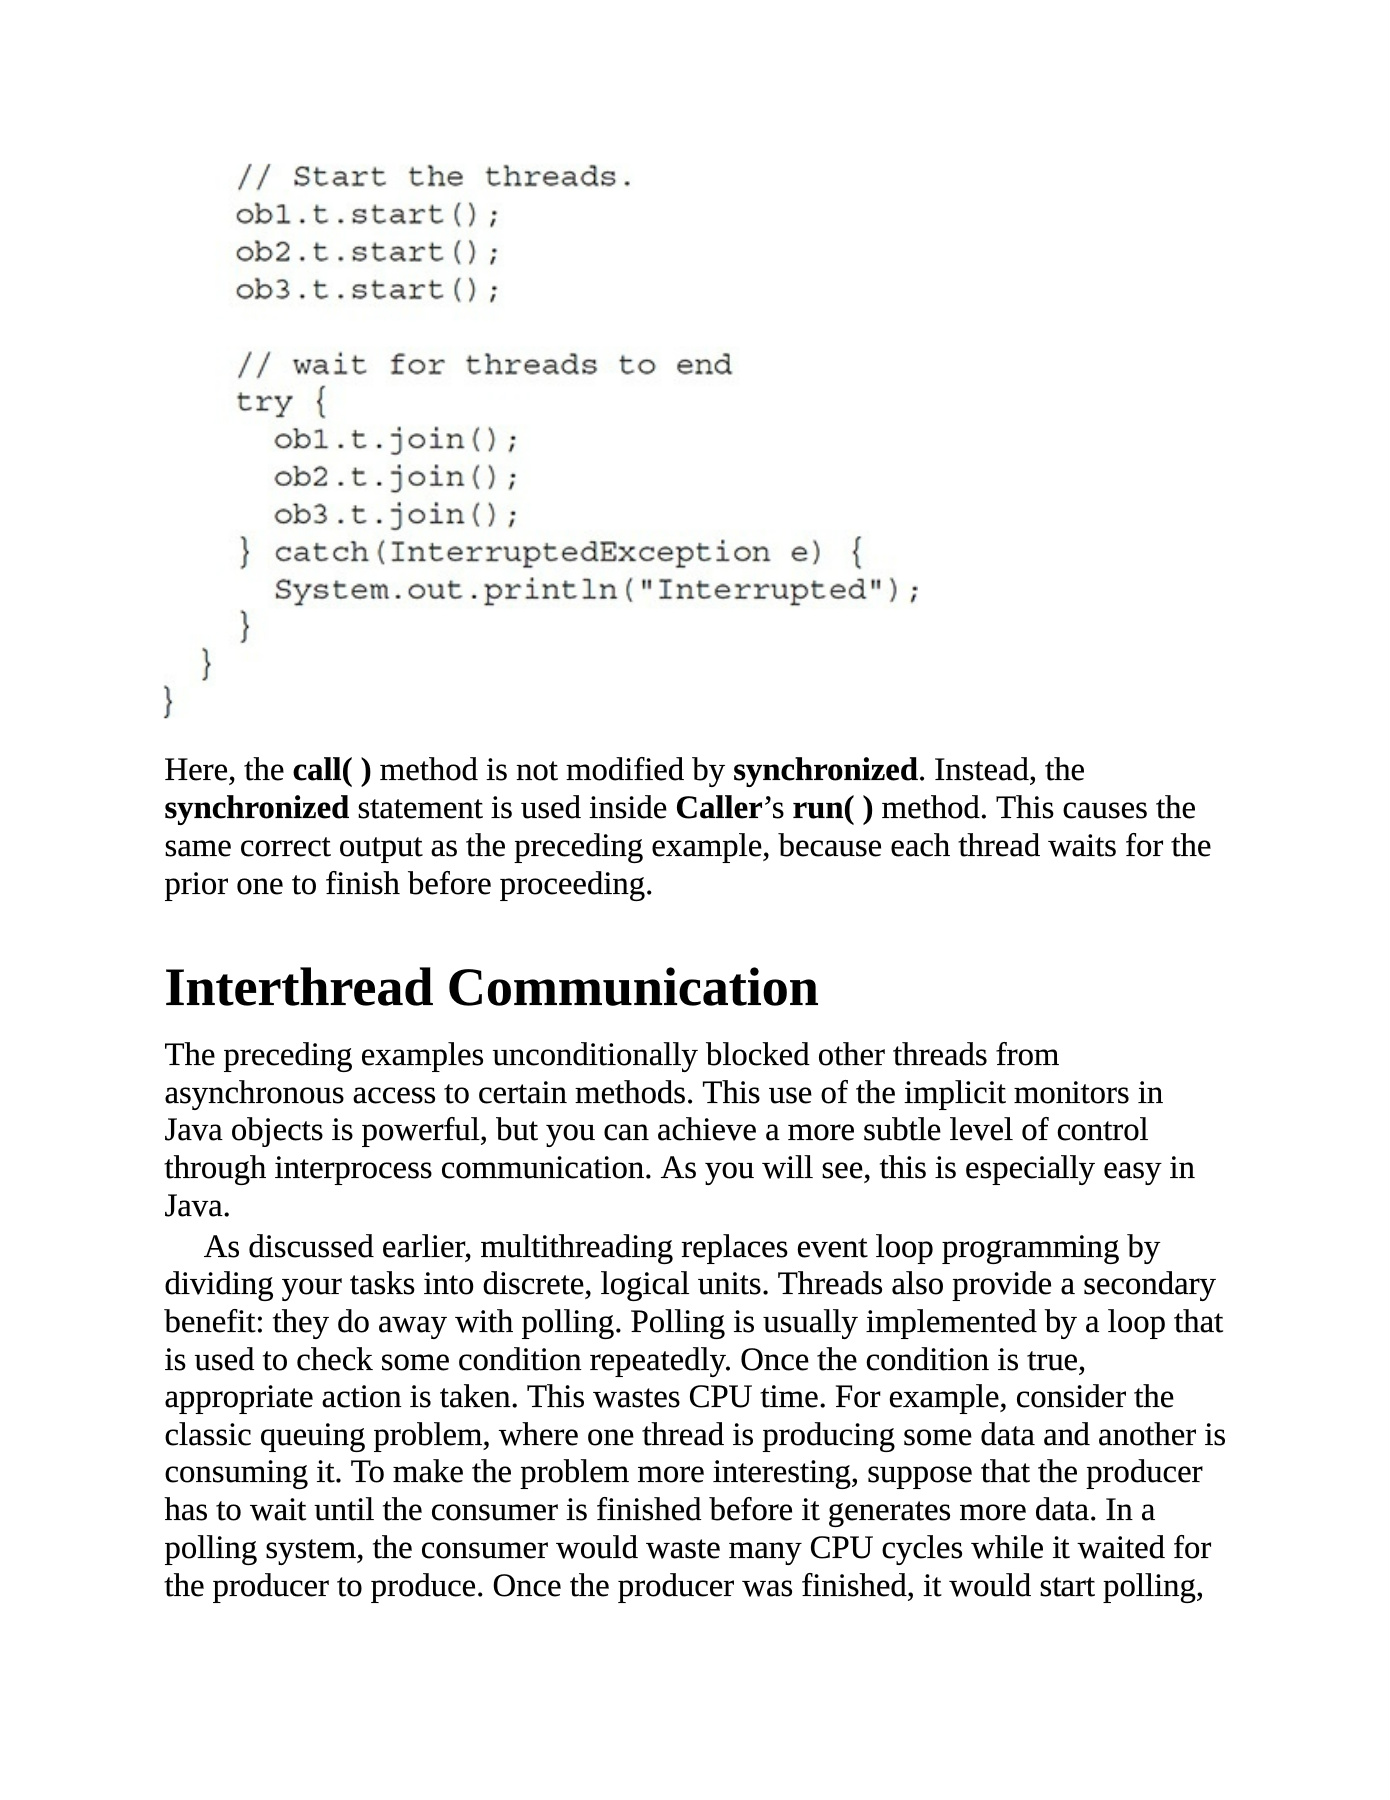 // Start the threads.
ob1.t.start();
ob2.t.start();
ob3.t.start();
// wait for threads to end
try {
ob1.t.join();
ob2.t.join();
ob3.t.join();
} catch(InterruptedException e) {
System.out.println("Interrupted");
}
}
}
Here, the call( ) method is not modified by synchronized. Instead, the
synchronized statement is used inside Caller’s run( ) method. This causes the
same correct output as the preceding example, because each thread waits for the
prior one to finish before proceeding.
Interthread Communication
The preceding examples unconditionally blocked other threads from
asynchronous access to certain methods. This use of the implicit monitors in
Java objects is powerful, but you can achieve a more subtle level of control
through interprocess communication. As you will see, this is especially easy in
Java.
As discussed earlier, multithreading replaces event loop programming by
dividing your tasks into discrete, logical units. Threads also provide a secondary
benefit: they do away with polling. Polling is usually implemented by a loop that
is used to check some condition repeatedly. Once the condition is true,
appropriate action is taken. This wastes CPU time. For example, consider the
classic queuing problem, where one thread is producing some data and another is
consuming it. To make the problem more interesting, suppose that the producer
has to wait until the consumer is finished before it generates more data. In a
polling system, the consumer would waste many CPU cycles while it waited for
the producer to produce. Once the producer was finished, it would start polling,